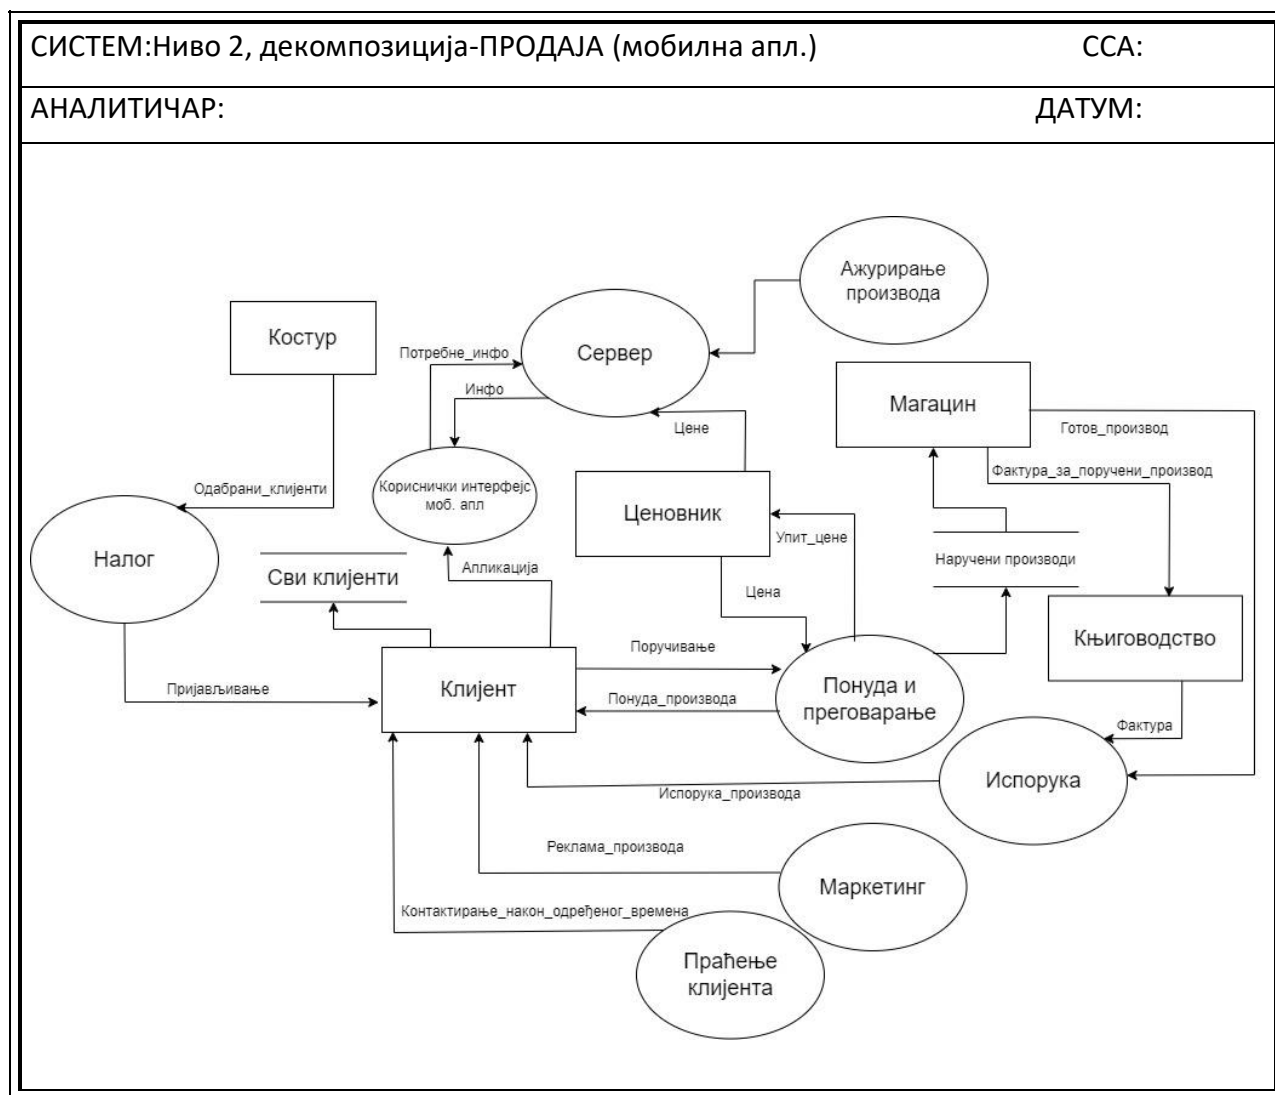 СИСТЕМ:Ниво 2, декомпозиција-ПРОДАЈА (мобилна апл.) ССА:
АНАЛИТИЧАР: ДАТУМ:
Ажурирање
производа
Костур
Сервер
Потребне_инфо
Инфо
Магацин
Цене
Готов_производ
Фактура_за_поручени_производ
Одабрани_клијенти
Кориснички интерфејс
моб. апл
Ценовник
Упит_цене
Налог
Сви клијенти
Апликација
Наручени производи
Цена
Књиговодство
Поручивање
Клијент
Пријављивање
Понуда_производа
Понуда и
преговарање
Фактура
Испорука
Испорука_производа
Реклама_производа
Маркетинг
Контактирање_након_одређеног_времена
Праћење
клијента